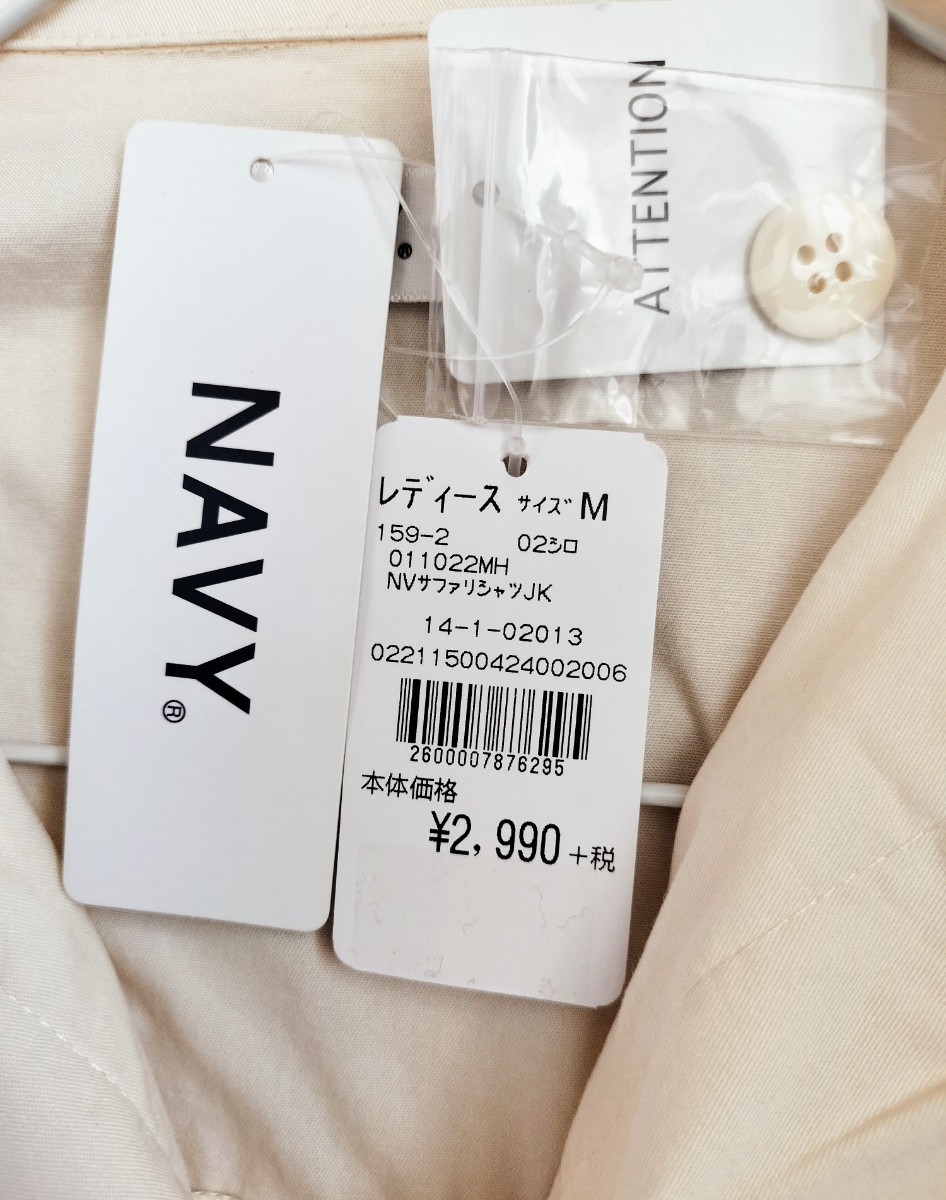 NAVY®
ATTENTION
レディース サイズ M
159-2 02シロ
011022MH
NVサファリシャツJK
14-1-02013
02211500424002006
2600007876295
本体価格
¥2,990 +税